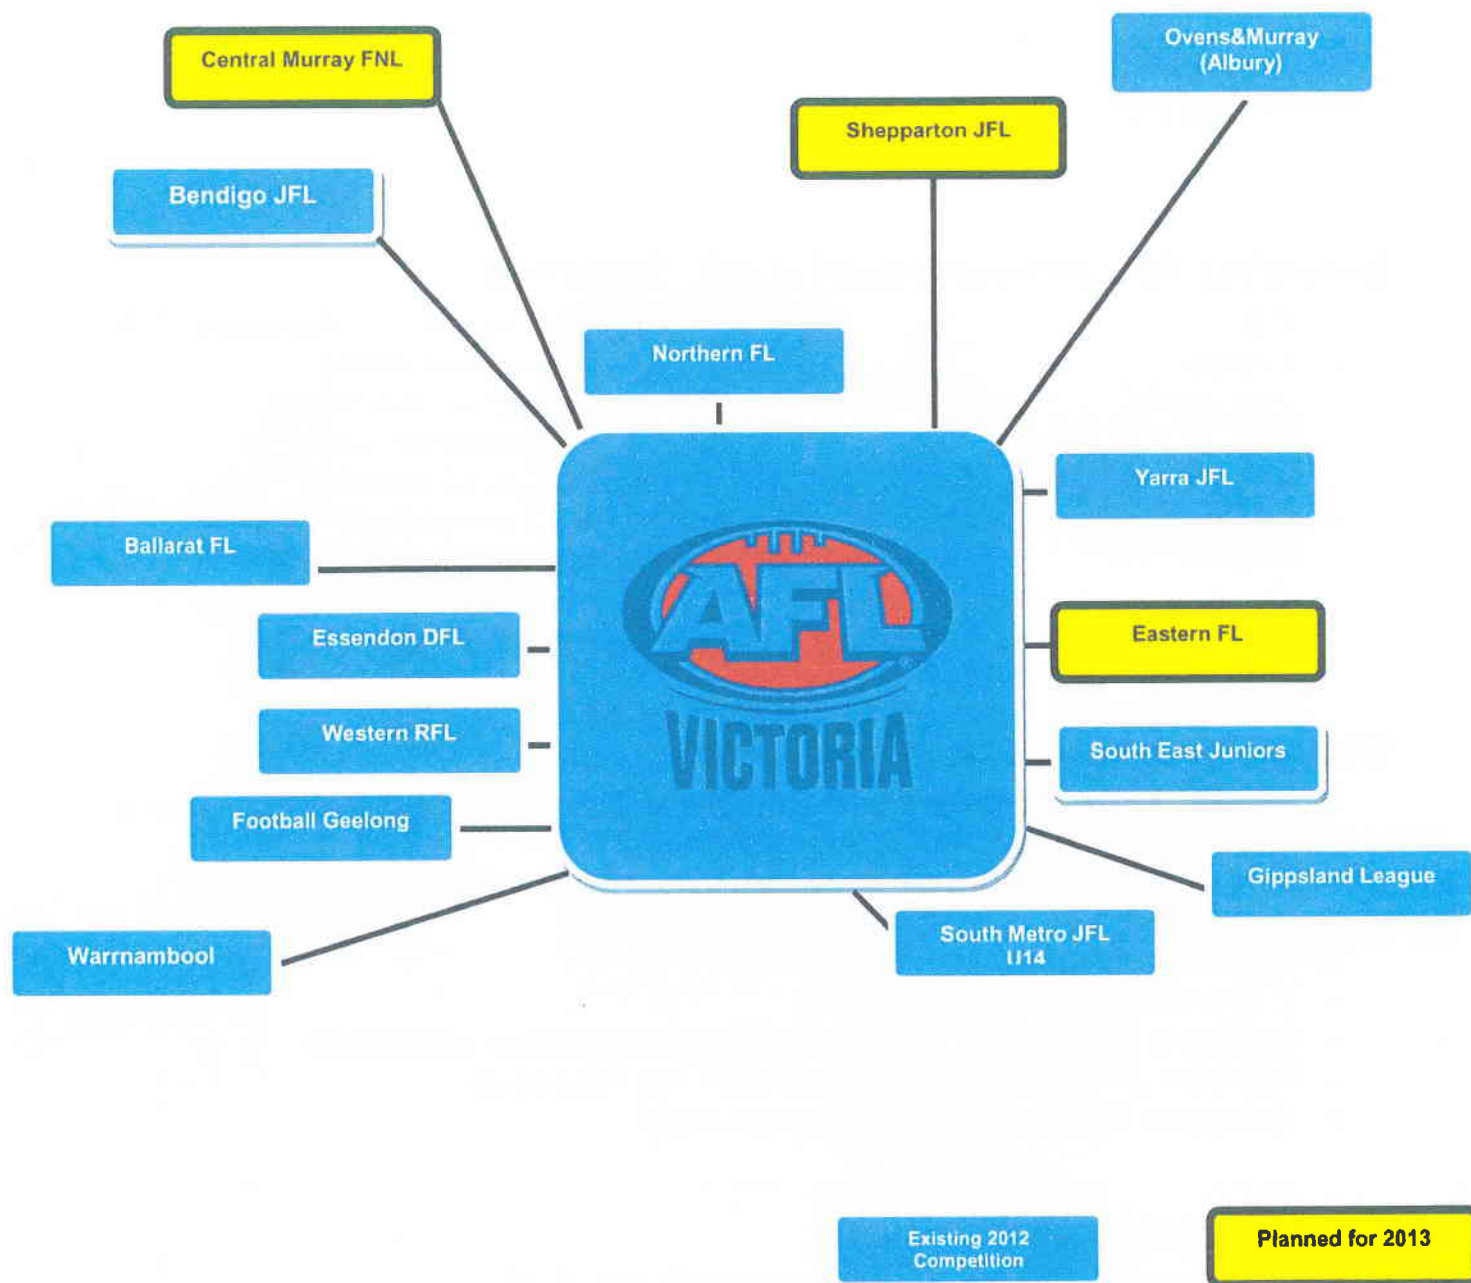 Central Murray FNL
Ovens&Murray
(Albury)
Shepparton JFL
Bendigo JFL
Northern FL
Yarra JFL
Ballarat FL
Essendon DFL
Eastern FL
Western RFL
South East Juniors
AFL
®
VICTORIA
Football Geelong
Gippsland League
Warrnambool
South Metro JFL
U14
Existing 2012
Competition
Planned for 2013